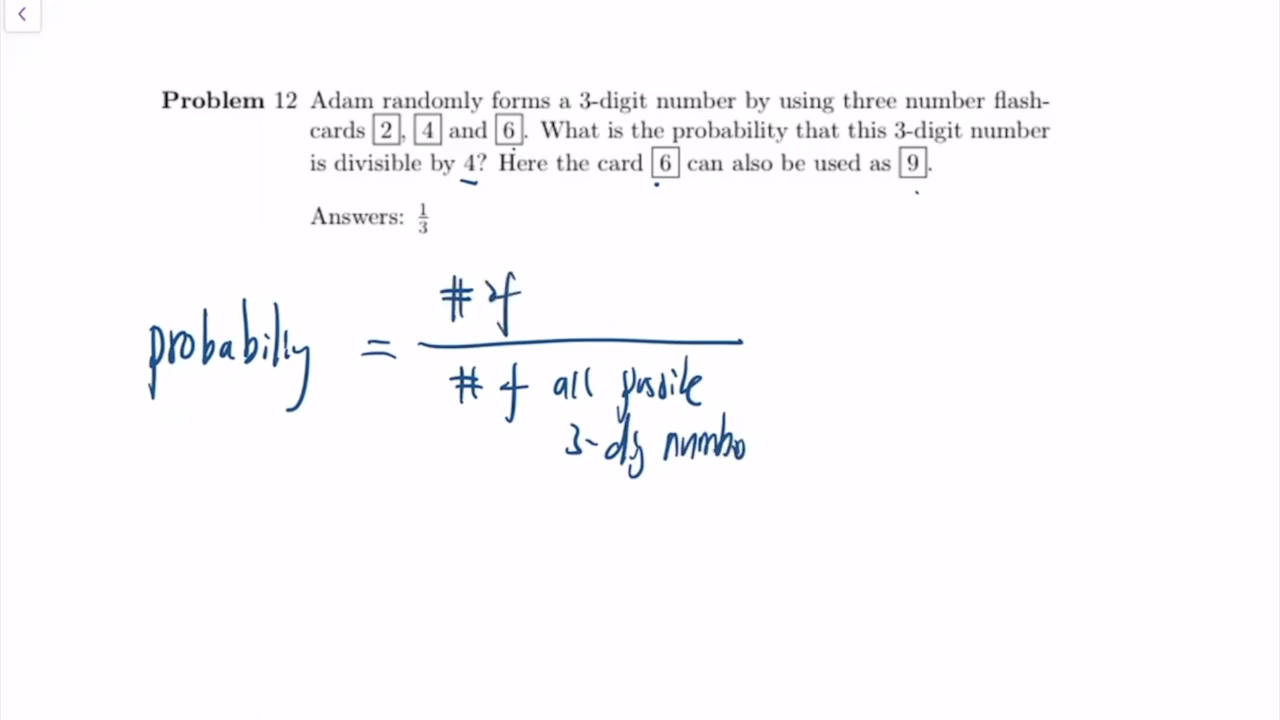 Problem 12 Adam randomly forms a 3-digit number by using three number flash-
cards 2, 4 and 6. What is the probability that this 3-digit number
is divisible by 4? Here the card 6 can also be used as 9.
Answers: 1/3
probability = # of
# of all possible
3-dig number